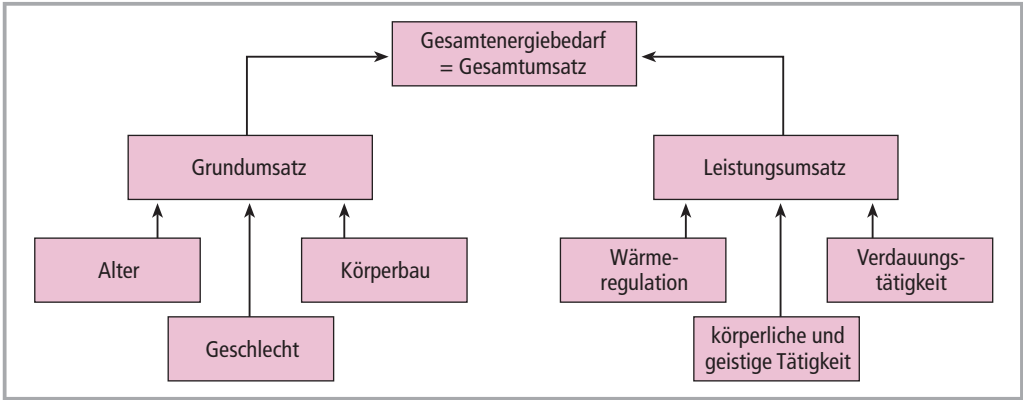 Gesamtenergiebedarf
= Gesamtumsatz
Grundumsatz
Leistungsumsatz
Alter
Körperbau
Wärme-
regulation
Verdauungs-
tätigkeit
Geschlecht
körperliche und
geistige Tätigkeit